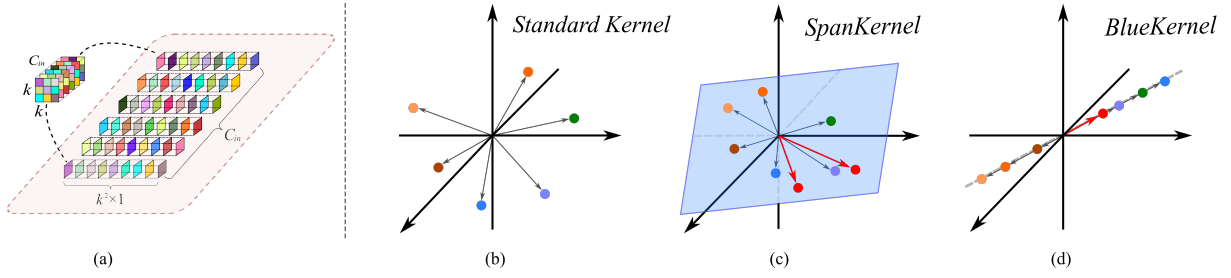 C_in
k
k
C_in
k²×1
(a)
Standard Kernel
(b)
SpanKernel
(c)
BlueKernel
(d)